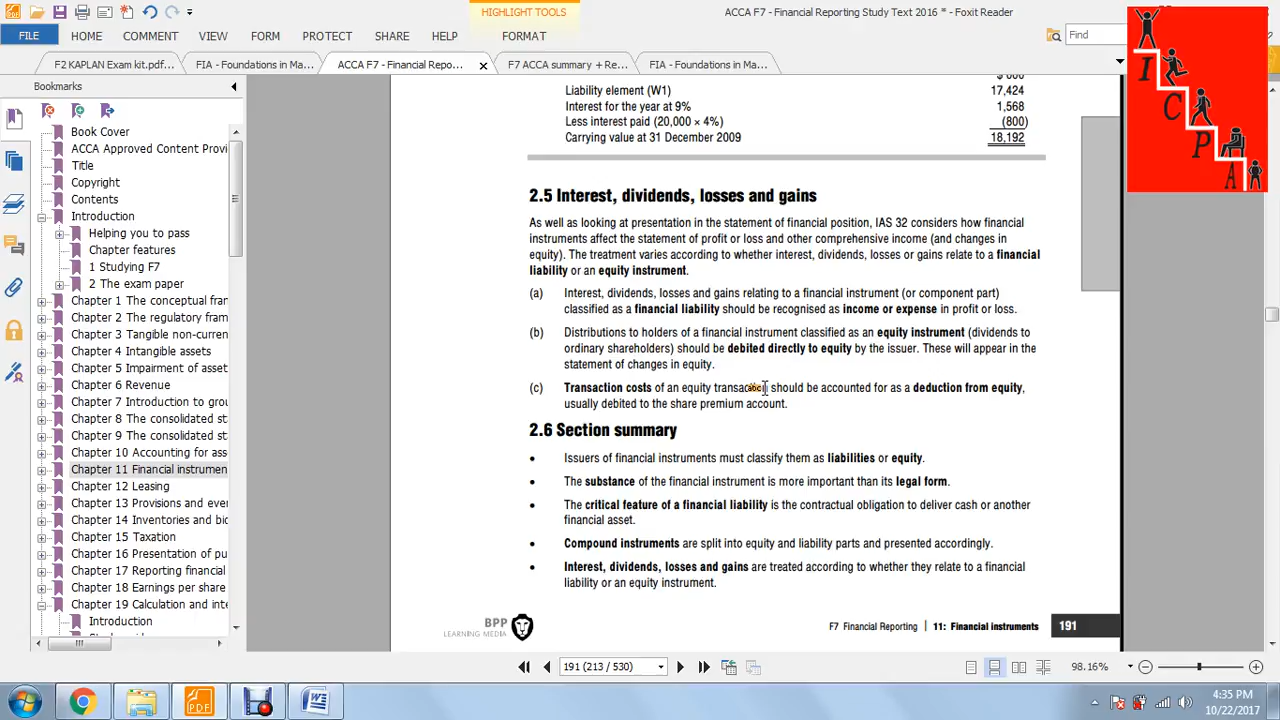 HIGHLIGHT TOOLS
ACCA F7 - Financial Reporting Study Text 2016 * - Foxit Reader
FILE HOME COMMENT VIEW FORM PROTECT SHARE HELP FORMAT
Find
F2 KAPLAN Exam kit.pdf...
FIA - Foundations in Ma...
ACCA F7 - Financial Repo...
F7 ACCA summary + Re...
FIA - Foundations in Ma...
Bookmarks
Book Cover
ACCA Approved Content Provi
Title
Copyright
Contents
Introduction
Helping you to pass
Chapter features
1 Studying F7
2 The exam paper
Chapter 1 The conceptual fran
Chapter 2 The regulatory fram
Chapter 3 Tangible non-curren
Chapter 4 Intangible assets
Chapter 5 Impairment of asset
Chapter 6 Revenue
Chapter 7 Introduction to grou
Chapter 8 The consolidated st
Chapter 9 The consolidated st
Chapter 10 Accounting for ass
Chapter 11 Financial instrumen
Chapter 12 Leasing
Chapter 13 Provisions and ever
Chapter 14 Inventories and bio
Chapter 15 Taxation
Chapter 16 Presentation of pu
Chapter 17 Reporting financial
Chapter 18 Earnings per share
Chapter 19 Calculation and inte
Introduction
$'000
Liability element (W1) 17,424
Interest for the year at 9% 1,568
Less interest paid (20,000 × 4%) (800)
Carrying value at 31 December 2009 18,192
2.5 Interest, dividends, losses and gains
As well as looking at presentation in the statement of financial position, IAS 32 considers how financial
instruments affect the statement of profit or loss and other comprehensive income (and changes in
equity). The treatment varies according to whether interest, dividends, losses or gains relate to a financial
liability or an equity instrument.
(a) Interest, dividends, losses and gains relating to a financial instrument (or component part)
classified as a financial liability should be recognised as income or expense in profit or loss.
(b) Distributions to holders of a financial instrument classified as an equity instrument (dividends to
ordinary shareholders) should be debited directly to equity by the issuer. These will appear in the
statement of changes in equity.
(c) Transaction costs of an equity transaction should be accounted for as a deduction from equity,
usually debited to the share premium account.
2.6 Section summary
• Issuers of financial instruments must classify them as liabilities or equity.
• The substance of the financial instrument is more important than its legal form.
• The critical feature of a financial liability is the contractual obligation to deliver cash or another
financial asset.
• Compound instruments are split into equity and liability parts and presented accordingly.
• Interest, dividends, losses and gains are treated according to whether they relate to a financial
liability or an equity instrument.
BPP
LEARNING MEDIA
F7 Financial Reporting | 11: Financial instruments 191
191 (213 / 530)
98.16%
I
C
P
A
PDF
4:35 PM
10/22/2017